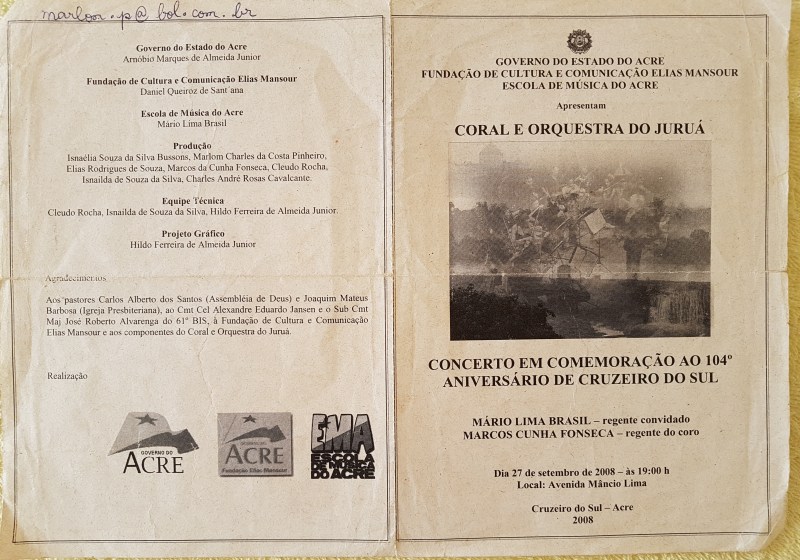 marlom.p@bol.com.br
Governo do Estado do Acre
Arnóbio Marques de Almeida Junior
Fundação de Cultura e Comunicação Elias Mansour
Daniel Queiroz de Sant´ana
Escola de Música do Acre
Mário Lima Brasil
Produção
Isnaélia Souza da Silva Bussons, Marlom Charles da Costa Pinheiro,
Elias Rodrigues de Souza, Marcos da Cunha Fonseca, Cleudo Rocha,
Isnailda de Souza da Silva, Charles André Rosas Cavalcante.
Equipe Técnica
Cleudo Rocha, Isnailda de Souza da Silva, Hildo Ferreira de Almeida Junior.
Projeto Gráfico
Hildo Ferreira de Almeida Junior
Agradecimentos
Aos pastores Carlos Alberto dos Santos (Assembléia de Deus) e Joaquim Mateus
Barbosa (Igreja Presbiteriana), ao Cmt Cel Alexandre Eduardo Jansen e o Sub Cmt
Maj José Roberto Alvarenga do 61º BIS, à Fundação de Cultura e Comunicação
Elias Mansour e aos componentes do Coral e Orquestra do Juruá.
Realização
GOVERNO DO
ACRE
GOVERNO DO
ACRE
Fundação Elias Mansour
EMA
ESCOLA
DE MÚSICA
DO ACRE
GOVERNO DO ESTADO DO ACRE
FUNDAÇÃO DE CULTURA E COMUNICAÇÃO ELIAS MANSOUR
ESCOLA DE MÚSICA DO ACRE
Apresentam
CORAL E ORQUESTRA DO JURUÁ
CONCERTO EM COMEMORAÇÃO AO 104º
ANIVERSÁRIO DE CRUZEIRO DO SUL
MÁRIO LIMA BRASIL – regente convidado
MARCOS CUNHA FONSECA – regente do coro
Dia 27 de setembro de 2008 – às 19:00 h
Local: Avenida Mâncio Lima
Cruzeiro do Sul – Acre
2008